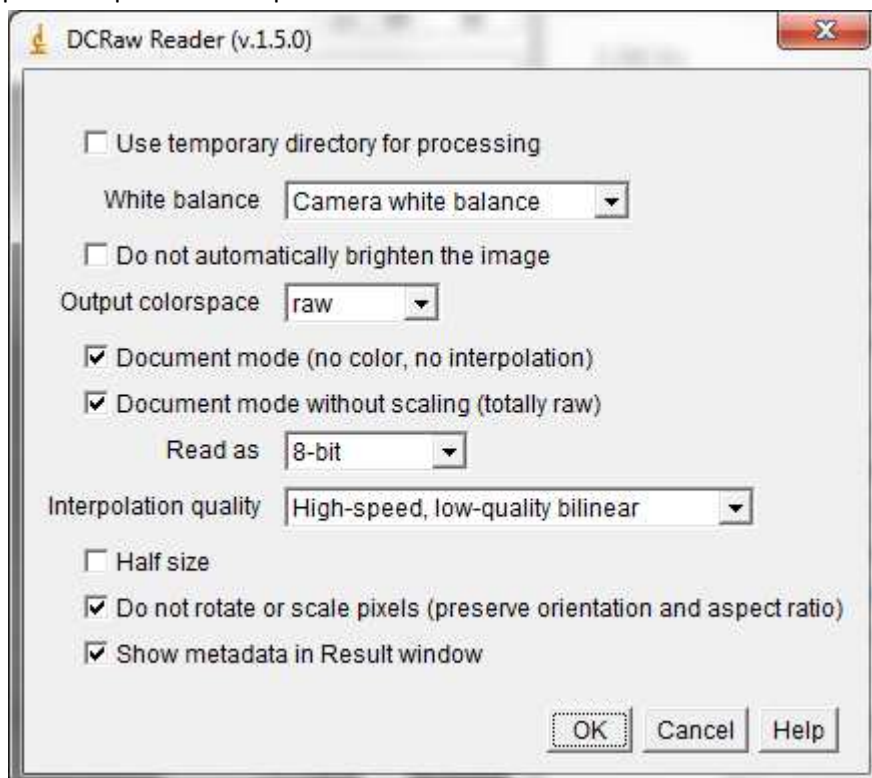 DCRaw Reader (v.1.5.0)
Use temporary directory for processing
White balance Camera white balance
Do not automatically brighten the image
Output colorspace raw
Document mode (no color, no interpolation)
Document mode without scaling (totally raw)
Read as 8-bit
Interpolation quality High-speed, low-quality bilinear
Half size
Do not rotate or scale pixels (preserve orientation and aspect ratio)
Show metadata in Result window
OK Cancel Help